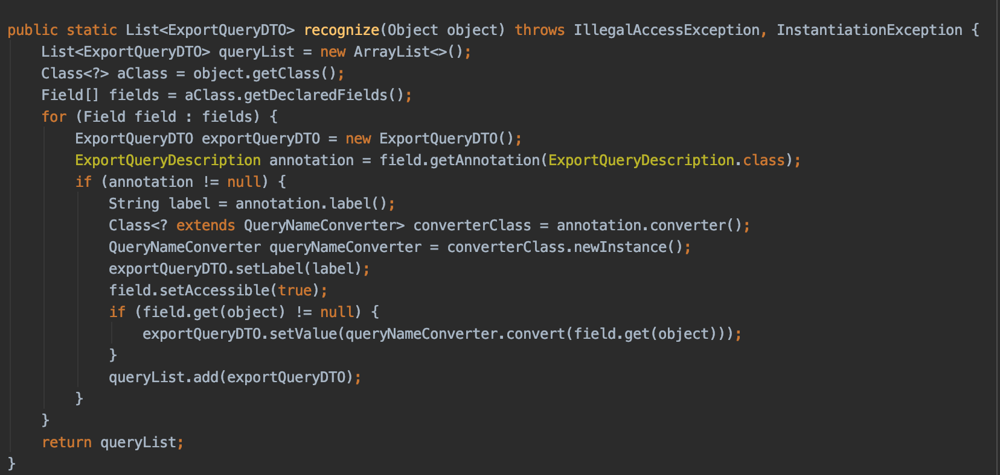 public static List<ExportQueryDTO> recognize(Object object) throws IllegalAccessException, InstantiationException {
    List<ExportQueryDTO> queryList = new ArrayList<>();
    Class<?> aClass = object.getClass();
    Field[] fields = aClass.getDeclaredFields();
    for (Field field : fields) {
        ExportQueryDTO exportQueryDTO = new ExportQueryDTO();
        ExportQueryDescription annotation = field.getAnnotation(ExportQueryDescription.class);
        if (annotation != null) {
            String label = annotation.label();
            Class<? extends QueryNameConverter> converterClass = annotation.converter();
            QueryNameConverter queryNameConverter = converterClass.newInstance();
            exportQueryDTO.setLabel(label);
            field.setAccessible(true);
            if (field.get(object) != null) {
                exportQueryDTO.setValue(queryNameConverter.convert(field.get(object)));
            }
            queryList.add(exportQueryDTO);
        }
    }
    return queryList;
}